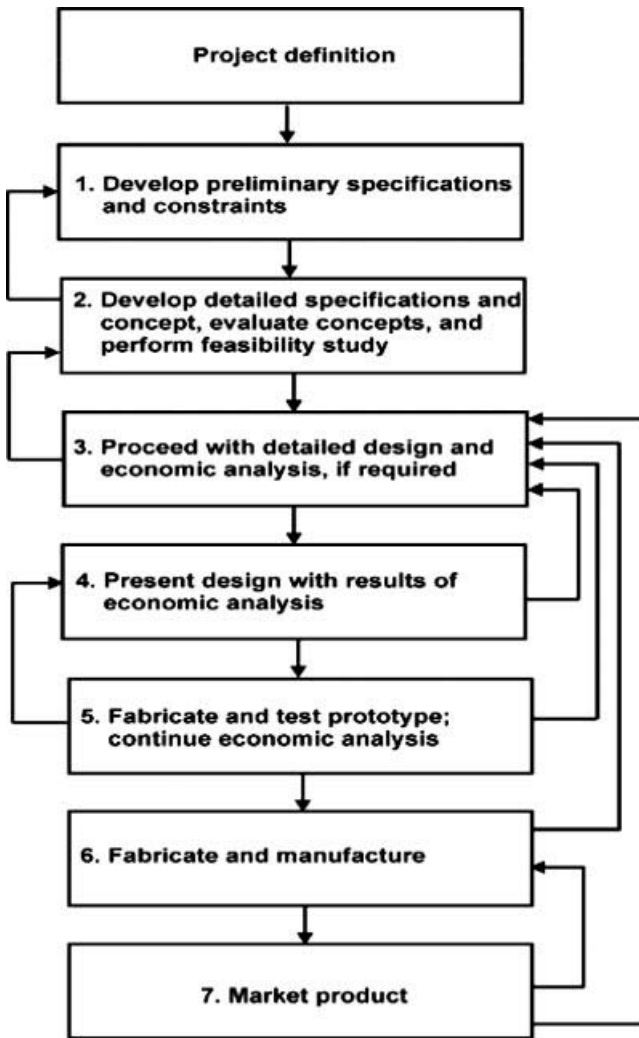 Project definition
1. Develop preliminary specifications
and constraints
2. Develop detailed specifications and
concept, evaluate concepts, and
perform feasibility study
3. Proceed with detailed design and
economic analysis, if required
4. Present design with results of
economic analysis
5. Fabricate and test prototype;
continue economic analysis
6. Fabricate and manufacture
7. Market product